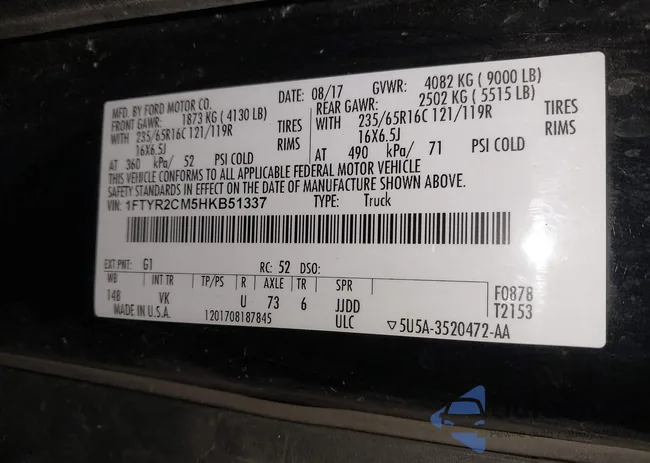 MFD. BY FORD MOTOR CO. DATE: 08/17 GVWR: 4082 KG ( 9000 LB)
FRONT GAWR: 1873 KG ( 4130 LB) REAR GAWR: 2502 KG ( 5515 LB)
WITH 235/65R16C 121/119R TIRES WITH 235/65R16C 121/119R TIRES
16X6.5J RIMS 16X6.5J RIMS
AT 360 kPa/ 52 PSI COLD AT 490 kPa/ 71 PSI COLD
THIS VEHICLE CONFORMS TO ALL APPLICABLE FEDERAL MOTOR VEHICLE
SAFETY STANDARDS IN EFFECT ON THE DATE OF MANUFACTURE SHOWN ABOVE.
VIN: 1FTYR2CM5HKB51337 TYPE: Truck
EXT PNT: G1 RC: 52 DSO:
WB INT TR TP/PS R AXLE TR SPR F0878
148 VK U 73 6 JJDD T2153
MADE IN U.S.A. 1201708187845 ULC ▽5U5A-3520472-AA